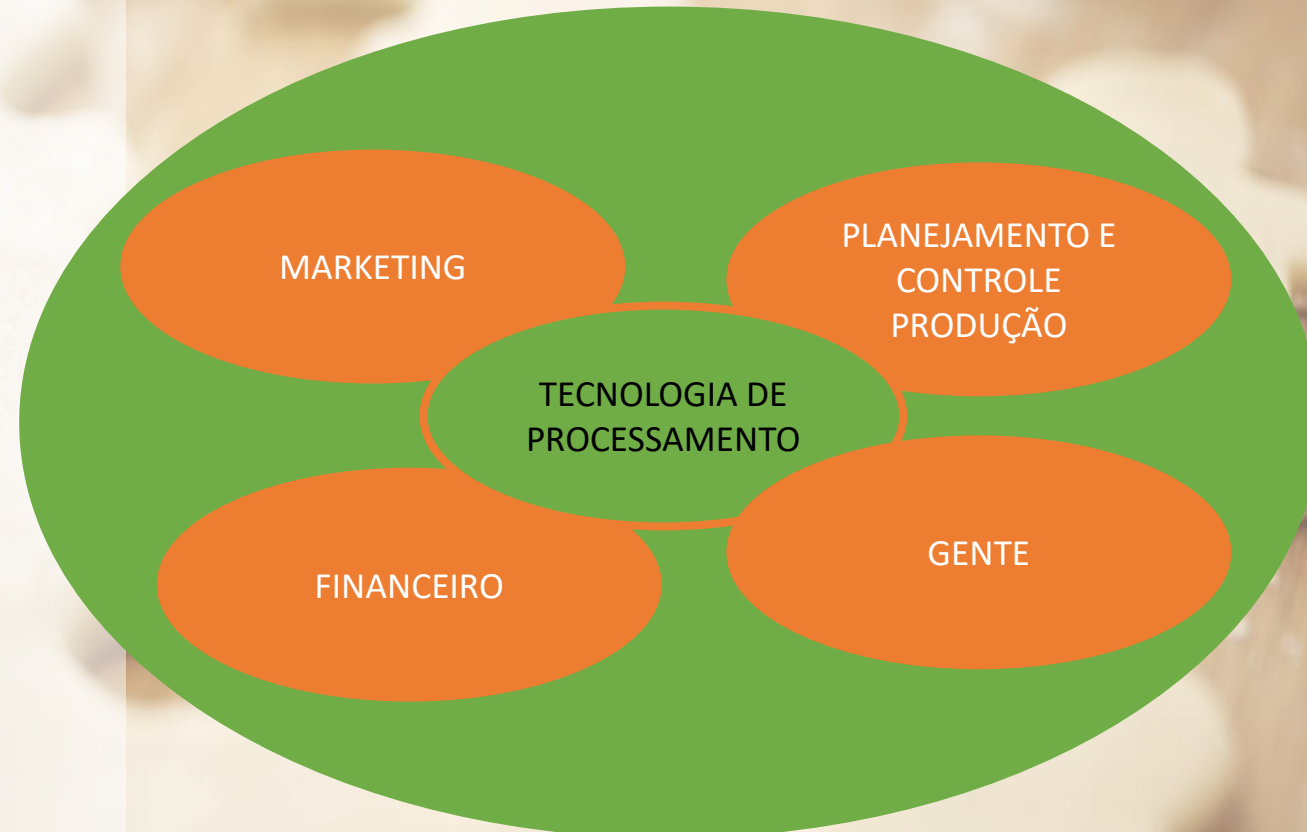 MARKETING
PLANEJAMENTO E
CONTROLE
PRODUÇÃO
TECNOLOGIA DE
PROCESSAMENTO
FINANCEIRO
GENTE